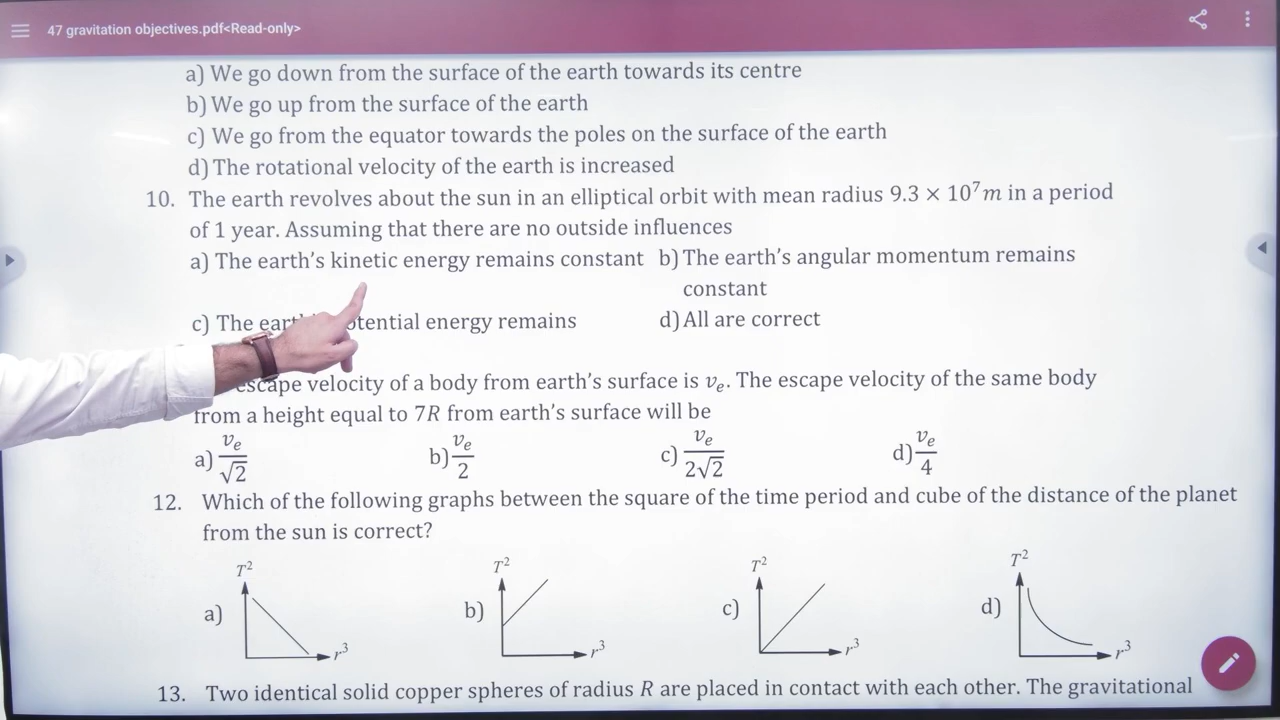 47 gravitation objectives.pdf<Read-only>
a) We go down from the surface of the earth towards its centre
b) We go up from the surface of the earth
c) We go from the equator towards the poles on the surface of the earth
d) The rotational velocity of the earth is increased
10. The earth revolves about the sun in an elliptical orbit with mean radius 9.3 × 10⁷m in a period
of 1 year. Assuming that there are no outside influences
a) The earth's kinetic energy remains constant b) The earth's angular momentum remains
constant
c) The energy remains d) All are correct
escape velocity of a body from earth's surface is vₑ. The escape velocity of the same body
from a height equal to 7R from earth's surface will be
a) vₑ/√2 b) vₑ/2 c) vₑ/2√2 d) vₑ/4
12. Which of the following graphs between the square of the time period and cube of the distance of the planet
from the sun is correct?
T² T² T² T²
a) b) c) d)
r³ r³ r³ r³
13. Two identical solid copper spheres of radius R are placed in contact with each other. The gravitational